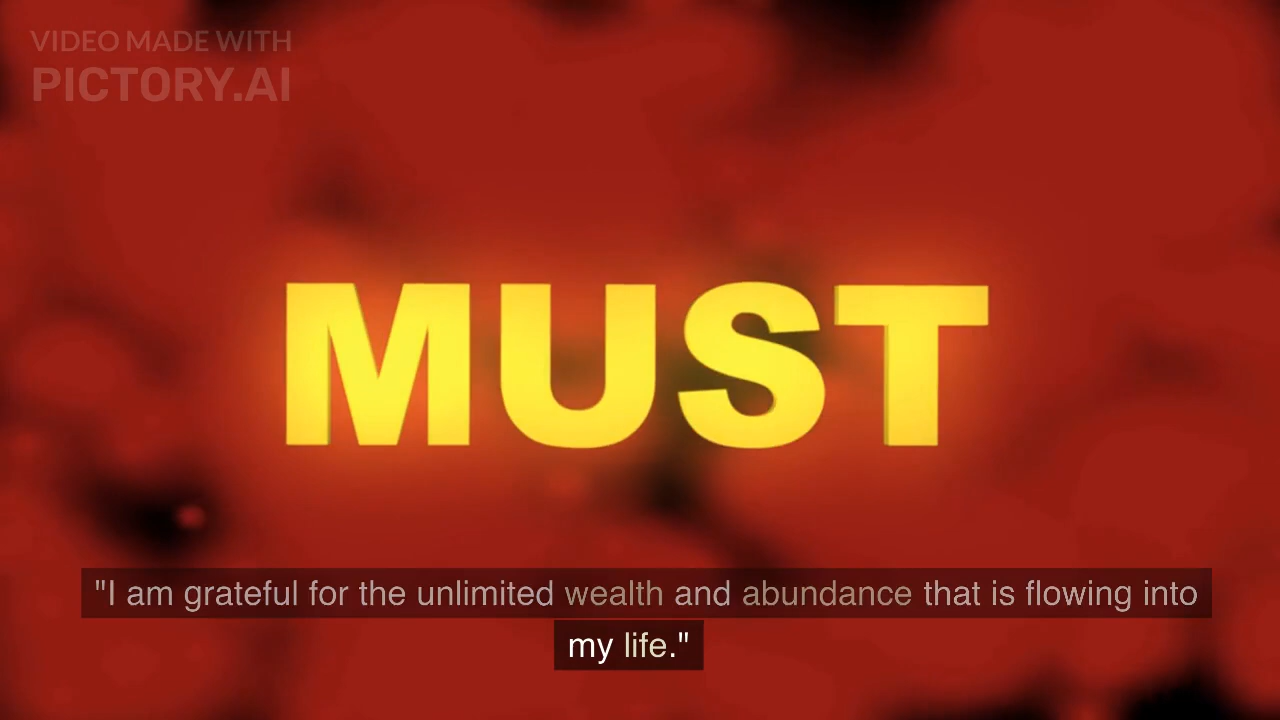 VIDEO MADE WITH
PICTORY.AI
MUST
"I am grateful for the unlimited wealth and abundance that is flowing into
my life."